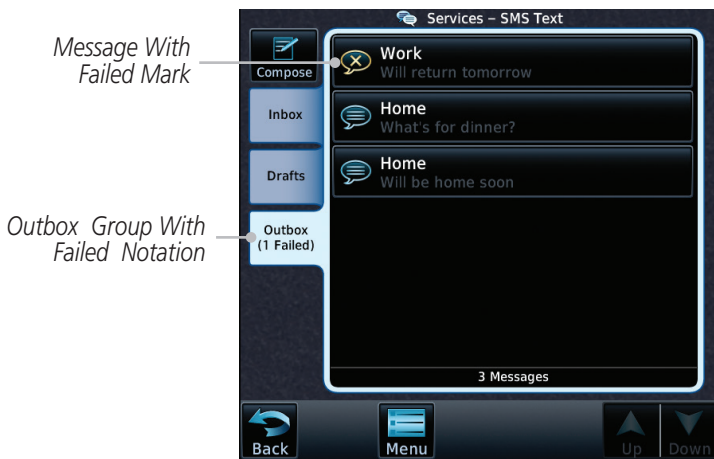 Services – SMS Text
Message With
Failed Mark
Compose
Work
Will return tomorrow
Inbox
Home
What's for dinner?
Drafts
Home
Will be home soon
Outbox Group With
Failed Notation
Outbox
(1 Failed)
3 Messages
Back
Menu
Up
Down